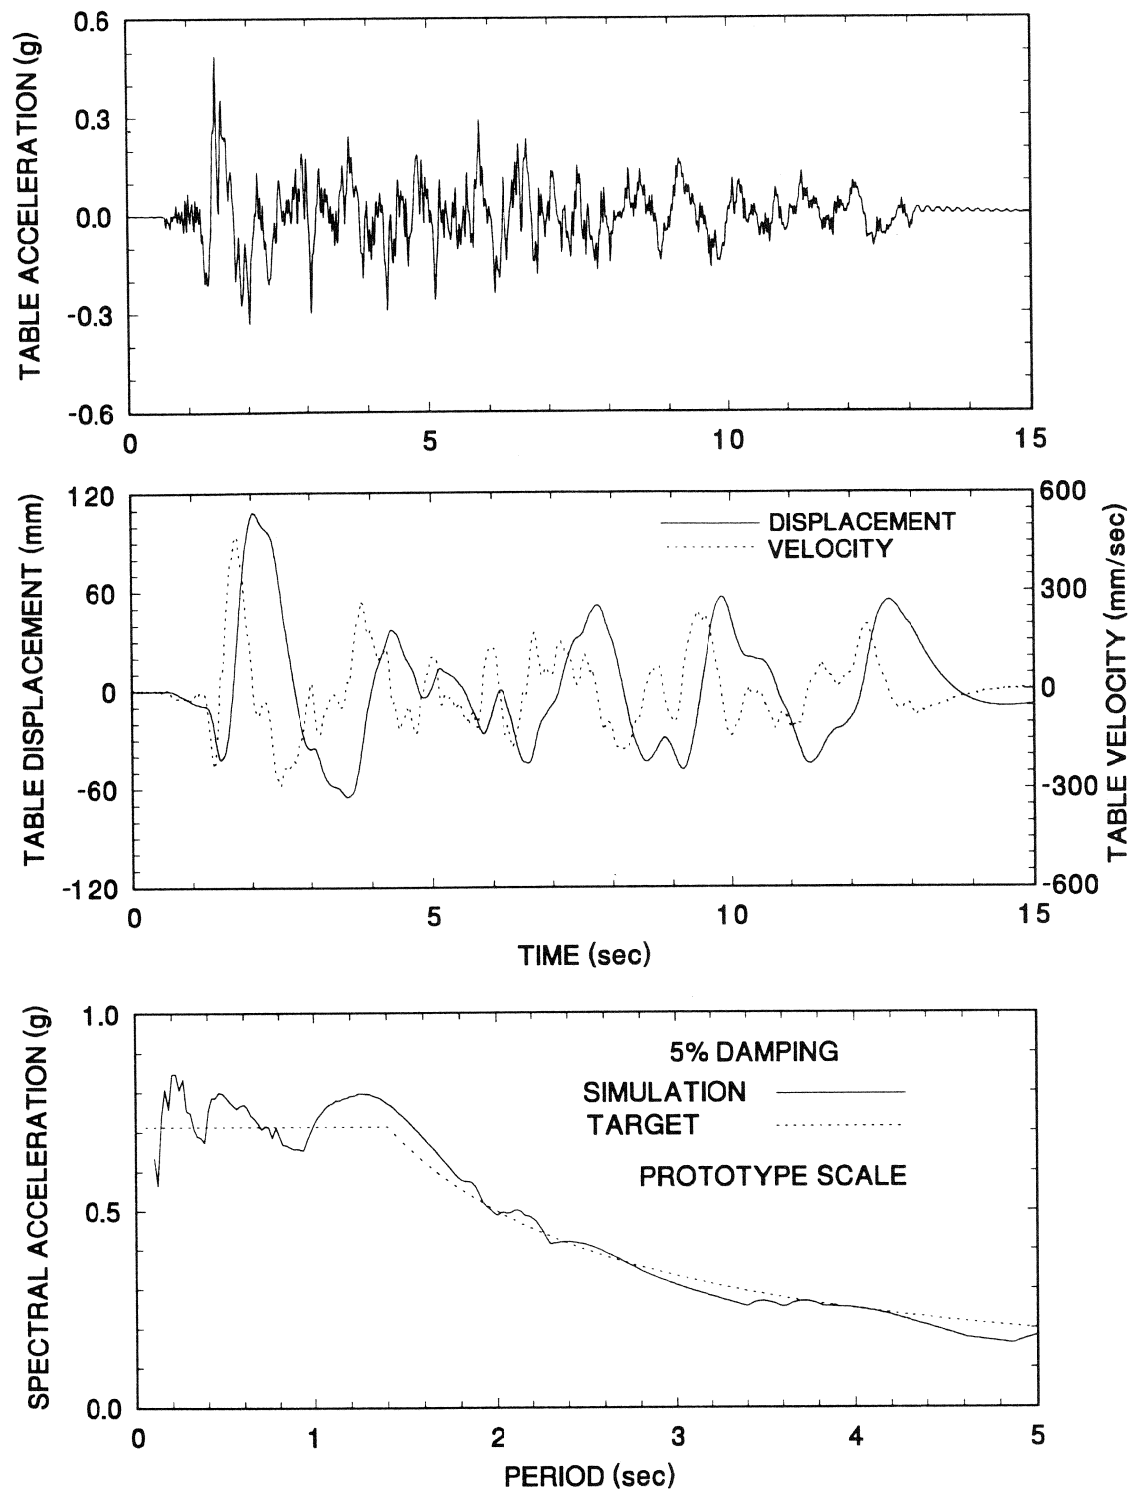 TABLE ACCELERATION (g)
0.6
0.3
0.0
-0.3
-0.6
0
5
10
15
TABLE DISPLACEMENT (mm)
120
60
0
-60
-120
DISPLACEMENT
VELOCITY
600
300
0
-300
-600
TABLE VELOCITY (mm/sec)
0
5
10
15
TIME (sec)
SPECTRAL ACCELERATION (g)
1.0
0.5
0.0
5% DAMPING
SIMULATION
TARGET
PROTOTYPE SCALE
0
1
2
3
4
5
PERIOD (sec)